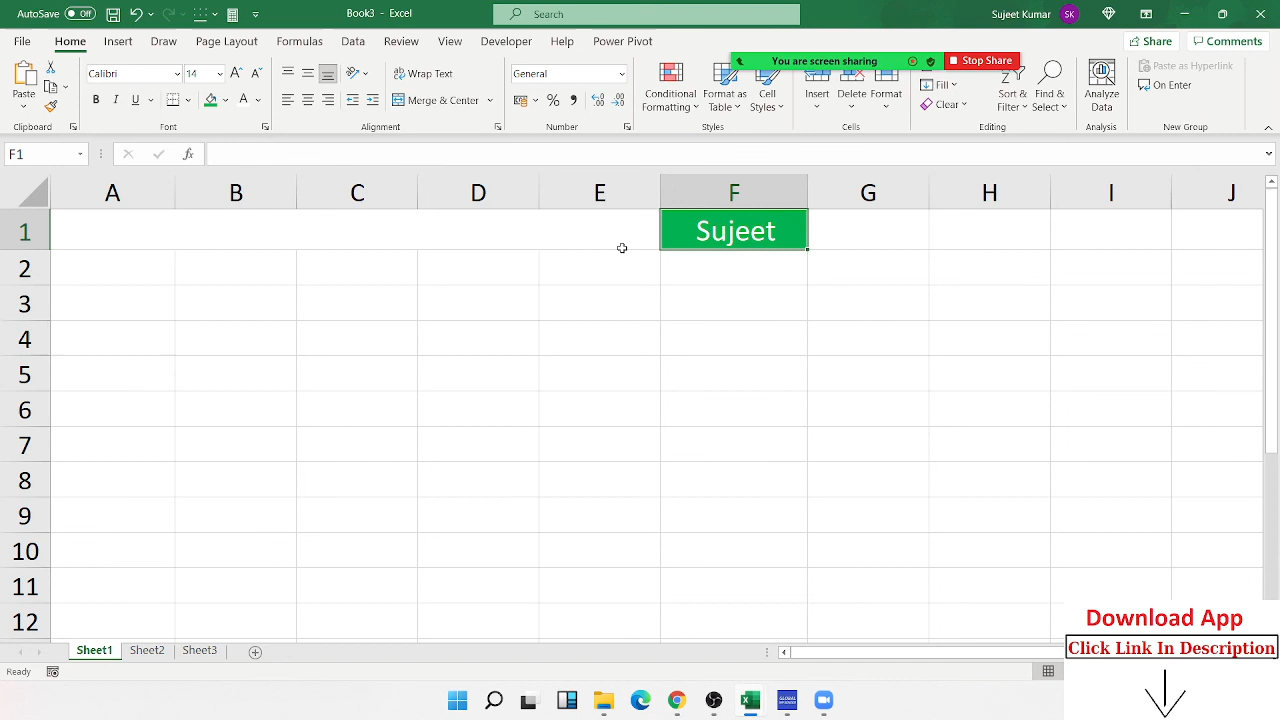 AutoSave Off Book3 - Excel Search Sujeet Kumar SK
File Home Insert Draw Page Layout Formulas Data Review View Developer Help Power Pivot Share Comments
You are screen sharing Stop Share
Paste Calibri 14 Wrap Text General Conditional Formatting Format as Table Cell Styles Insert Delete Format Fill Sort & Filter Find & Select Analyze Data Paste as Hyperlink
B I U A Merge & Center % Clear On Enter
Clipboard Font Alignment Number Styles Cells Editing Analysis New Group
F1 fx
A B C D E F G H I J
1 Sujeet
2
3
4
5
6
7
8
9
10
11
12
Download App
Click Link In Description
Sheet1 Sheet2 Sheet3
Ready